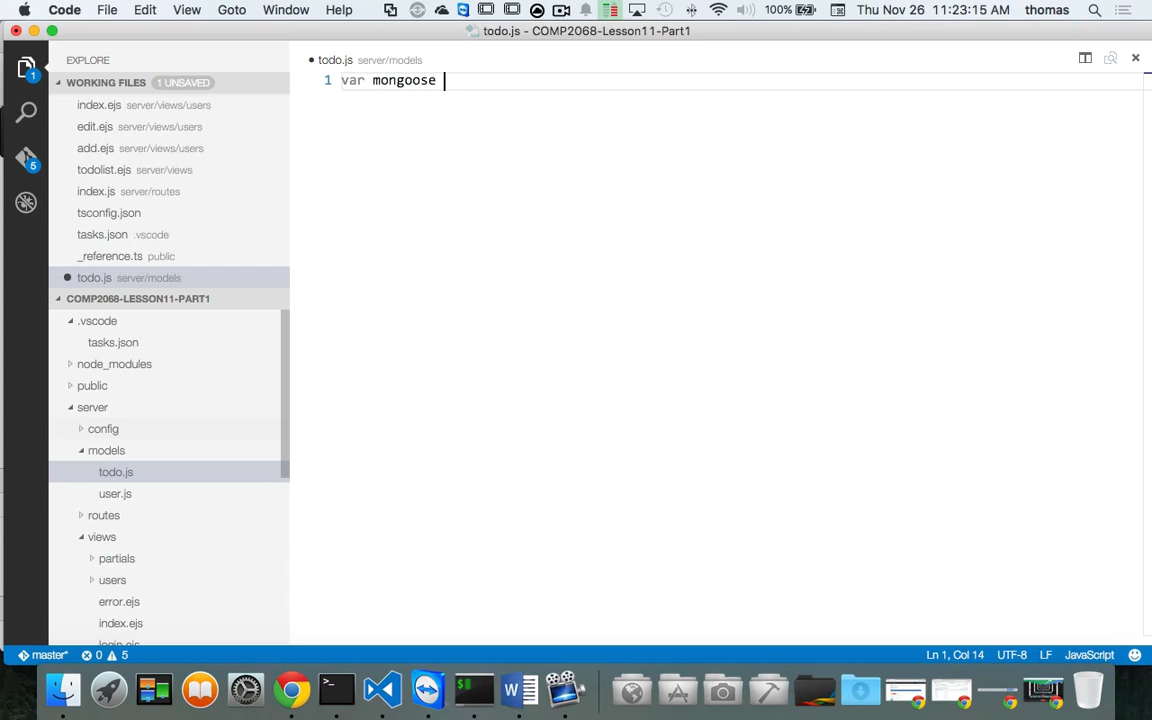 Code File Edit View Goto Window Help 100% Thu Nov 26 11:23:15 AM thomas
todo.js - COMP2068-Lesson11-Part1
EXPLORE
WORKING FILES 1 UNSAVED
index.ejs server/views/users
edit.ejs server/views/users
add.ejs server/views/users
todolist.ejs server/views
index.js server/routes
tsconfig.json
tasks.json .vscode
_reference.ts public
todo.js server/models
COMP2068-LESSON11-PART1
.vscode
tasks.json
node_modules
public
server
config
models
todo.js
user.js
routes
views
partials
users
error.ejs
index.ejs
login.ejs
1
5
todo.js server/models
1 var mongoose
master* 0 5 Ln 1, Col 14 UTF-8 LF JavaScript